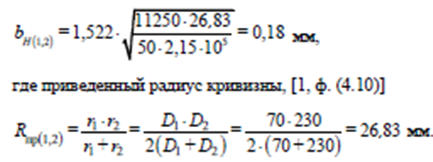 b_{H(1,2)} = 1,522 · √(11250 · 26,83 / 50 · 2,15 · 10⁵) = 0,18 мм,
где приведенный радиус кривизны, [1, ф. (4.10)]
R_{пр(1,2)} = r₁ · r₂ / r₁ + r₂ = D₁ · D₂ / 2(D₁ + D₂) = 70 · 230 / 2 · (70 + 230) = 26,83 мм.